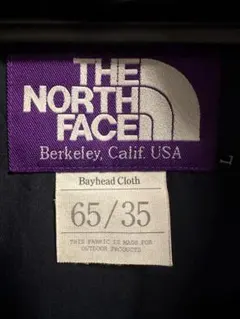 THE
NORTH
FACE
Berkeley, Calif. USA
L
Bayhead Cloth
65/35
THIS FABRIC IS MADE FOR
OUTDOOR PRODUCTS